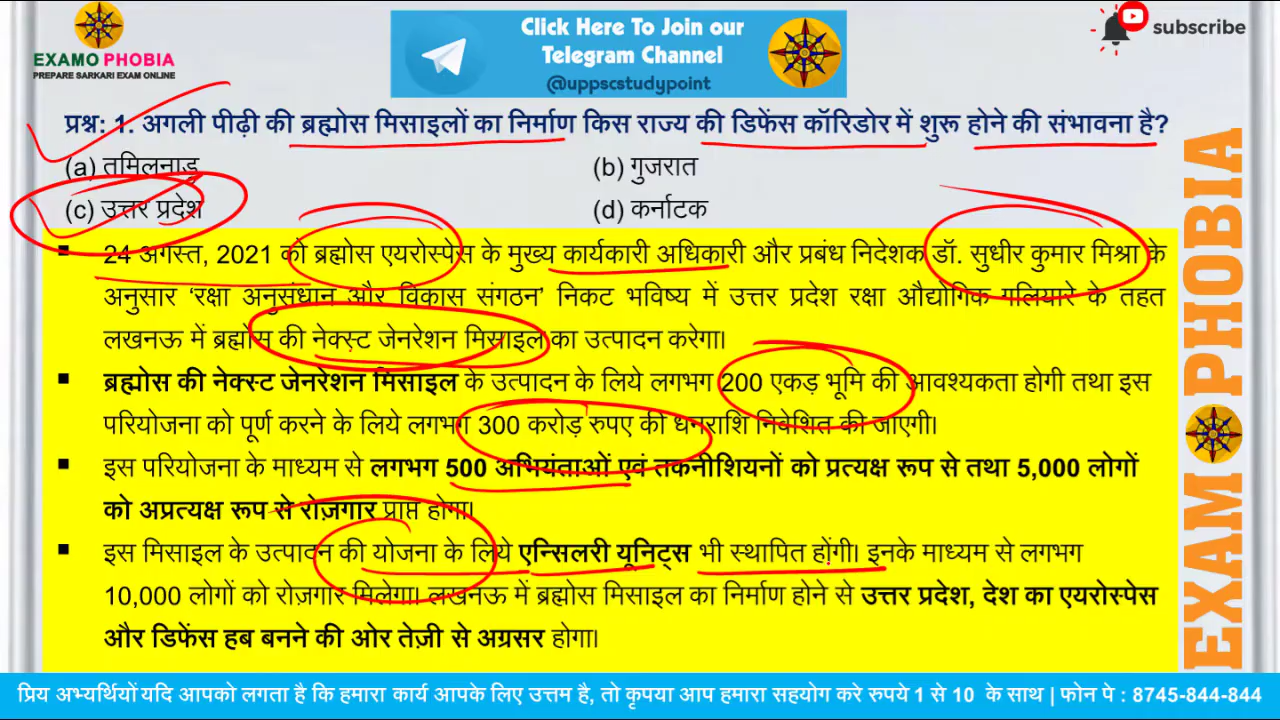 EXAMO PHOBIA
PREPARE SARKARI EXAM ONLINE
Click Here To Join our
Telegram Channel
@uppscstudypoint
subscribe
प्रश्न: 1. अगली पीढ़ी की ब्रह्मोस मिसाइलों का निर्माण किस राज्य की डिफेंस कॉरिडोर में शुरू होने की संभावना है?
(a) तमिलनाडु
(b) गुजरात
(c) उत्तर प्रदेश
(d) कर्नाटक
24 अगस्त, 2021 को ब्रह्मोस एयरोस्पेस के मुख्य कार्यकारी अधिकारी और प्रबंध निदेशक डॉ. सुधीर कुमार मिश्रा के
अनुसार ‘रक्षा अनुसंधान और विकास संगठन’ निकट भविष्य में उत्तर प्रदेश रक्षा औद्योगिक गलियारे के तहत
लखनऊ में ब्रह्मोस की नेक्स्ट जेनरेशन मिसाइल का उत्पादन करेगा।
ब्रह्मोस की नेक्स्ट जेनरेशन मिसाइल के उत्पादन के लिये लगभग 200 एकड़ भूमि की आवश्यकता होगी तथा इस
परियोजना को पूर्ण करने के लिये लगभग 300 करोड़ रुपए की धनराशि निवेशित की जाएगी।
इस परियोजना के माध्यम से लगभग 500 अभियंताओं एवं तकनीशियनों को प्रत्यक्ष रूप से तथा 5,000 लोगों
को अप्रत्यक्ष रूप से रोज़गार प्राप्त होगा।
इस मिसाइल के उत्पादन की योजना के लिये एन्सिलरी यूनिट्स भी स्थापित होंगी। इनके माध्यम से लगभग
10,000 लोगों को रोज़गार मिलेगा। लखनऊ में ब्रह्मोस मिसाइल का निर्माण होने से उत्तर प्रदेश, देश का एयरोस्पेस
और डिफेंस हब बनने की ओर तेज़ी से अग्रसर होगा।
EXAM PHOBIA
प्रिय अभ्यर्थियों यदि आपको लगता है कि हमारा कार्य आपके लिए उत्तम है, तो कृपया आप हमारा सहयोग करे रुपये 1 से 10 के साथ | फोन पे : 8745-844-844